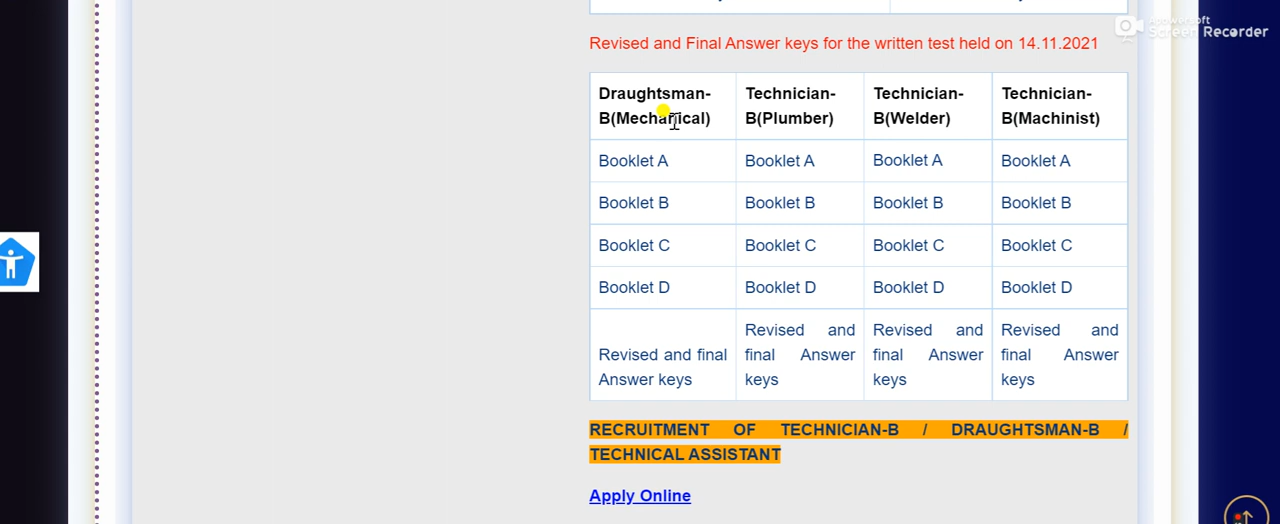 Apowersoft
Screen Recorder
Revised and Final Answer keys for the written test held on 14.11.2021
Draughtsman-
B(Mechanical)
Technician-
B(Plumber)
Technician-
B(Welder)
Technician-
B(Machinist)
Booklet A Booklet A Booklet A Booklet A
Booklet B Booklet B Booklet B Booklet B
Booklet C Booklet C Booklet C Booklet C
Booklet D Booklet D Booklet D Booklet D
Revised and final
Answer keys
Revised and
final Answer
keys
Revised and
final Answer
keys
Revised and
final Answer
keys
RECRUITMENT OF TECHNICIAN-B / DRAUGHTSMAN-B /
TECHNICAL ASSISTANT
Apply Online